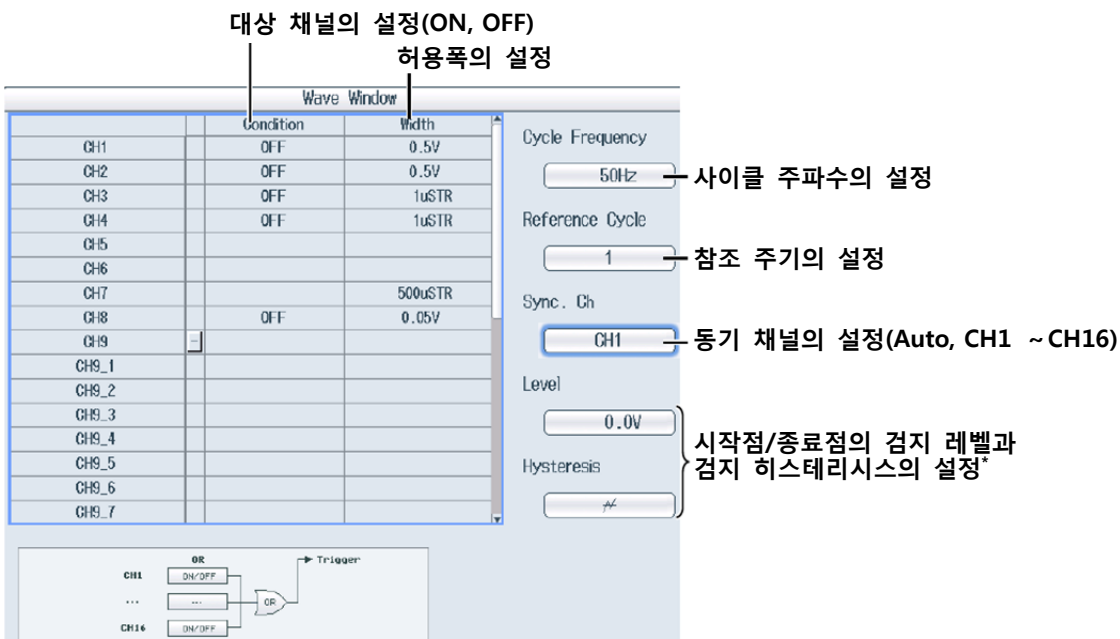 대상 채널의 설정(ON, OFF)
허용폭의 설정
Wave Window
Condition Width
CH1 OFF 0.5V
CH2 OFF 0.5V
CH3 OFF 1uSTR
CH4 OFF 1uSTR
CH5
CH6
CH7 500uSTR
CH8 OFF 0.05V
CH9 -
CH9_1
CH9_2
CH9_3
CH9_4
CH9_5
CH9_6
CH9_7
Cycle Frequency
50Hz 사이클 주파수의 설정
Reference Cycle
1 참조 주기의 설정
Sync. Ch
CH1 동기 채널의 설정(Auto, CH1 ~CH16)
Level
0.0V
Hysteresis
시작점/종료점의 검지 레벨과
검지 히스테리시스의 설정*
OR Trigger
CH1 ON/OFF
... ... OR
CH16 ON/OFF